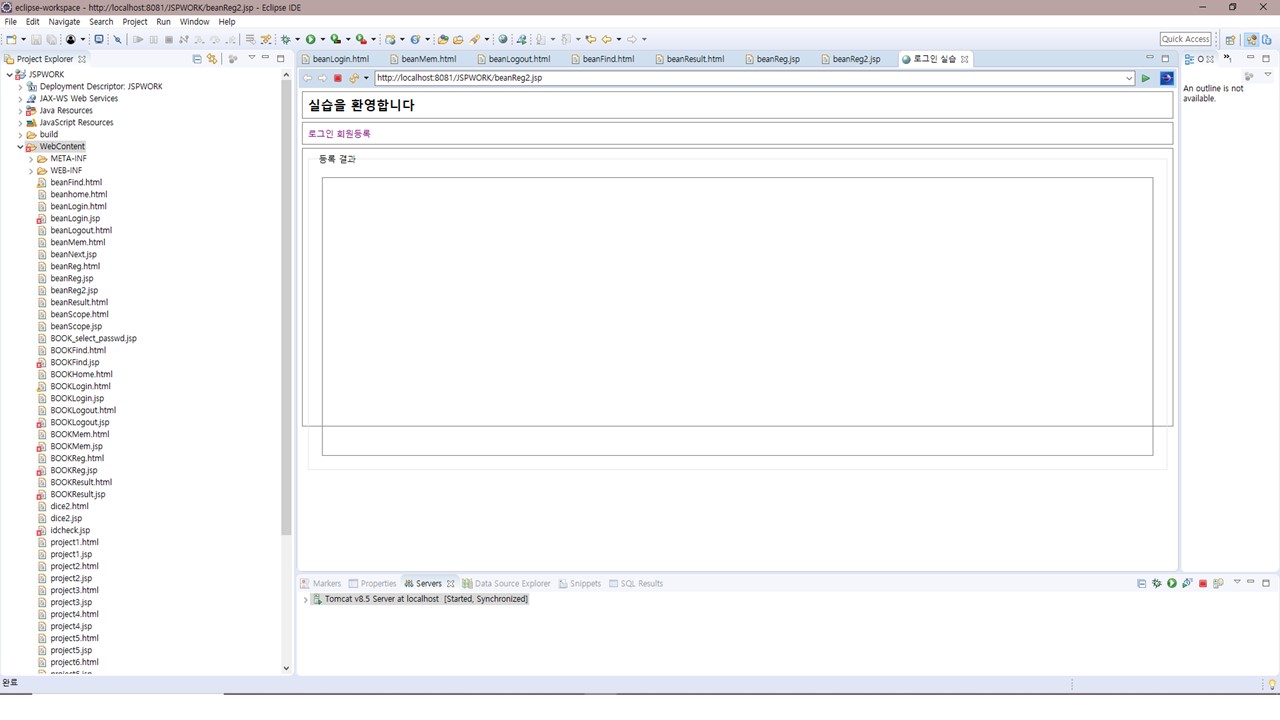 eclipse-workspace - http://localhost:8081/JSPWORK/beanReg2.jsp - Eclipse IDE
File Edit Navigate Search Project Run Window Help
Quick Access
Project Explorer
JSPWORK
Deployment Descriptor: JSPWORK
JAX-WS Web Services
Java Resources
JavaScript Resources
build
WebContent
META-INF
WEB-INF
beanFind.html
beanhome.html
beanLogin.html
beanLogin.jsp
beanLogout.html
beanMem.html
beanNext.jsp
beanReg.html
beanReg.jsp
beanReg2.jsp
beanResult.html
beanScope.html
beanScope.jsp
BOOK_select_passwd.jsp
BOOKFind.html
BOOKFind.jsp
BOOKHome.html
BOOKLogin.html
BOOKLogin.jsp
BOOKLogout.html
BOOKLogout.jsp
BOOKMem.html
BOOKMem.jsp
BOOKReg.html
BOOKReg.jsp
BOOKResult.html
BOOKResult.jsp
dice2.html
dice2.jsp
idcheck.jsp
project1.html
project1.jsp
project2.html
project2.jsp
project3.html
project3.jsp
project4.html
project4.jsp
project5.html
project5.jsp
project6.html
project6.jsp
beanLogin.html beanMem.html beanLogout.html beanFind.html beanResult.html beanReg.jsp beanReg2.jsp 로그인 실습
http://localhost:8081/JSPWORK/beanReg2.jsp
실습을 환영합니다
로그인 회원등록
등록 결과
An outline is not
available.
Markers Properties Servers Data Source Explorer Snippets SQL Results
Tomcat v8.5 Server at localhost [Started, Synchronized]
완료